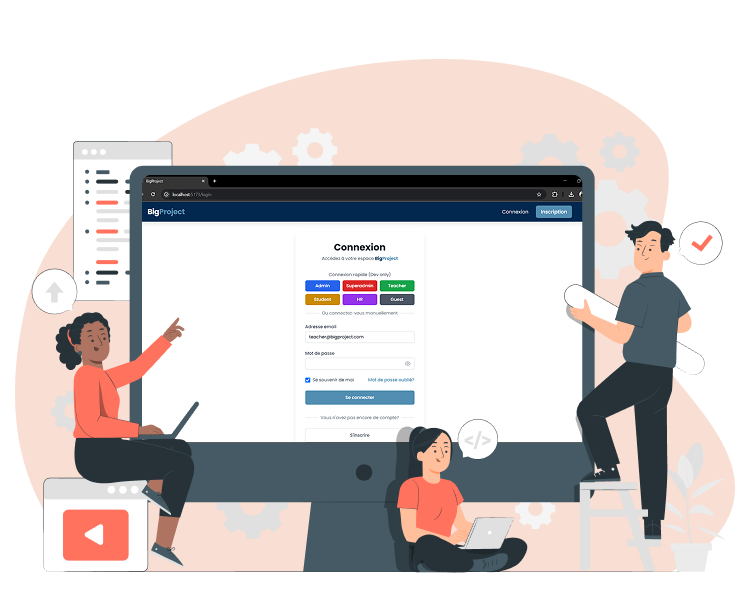 BigProject
localhost:5173/login
BigProject
Connexion
Inscription
Connexion
Accédez à votre espace BigProject
Connexion rapide (Dev only)
Admin
Superadmin
Teacher
Student
HR
Guest
Ou connectez-vous manuellement
Adresse email
teacher@bigproject.com
Mot de passe
Se souvenir de moi
Mot de passe oublié?
Se connecter
Vous n'avez pas encore de compte?
S'inscrire
</>